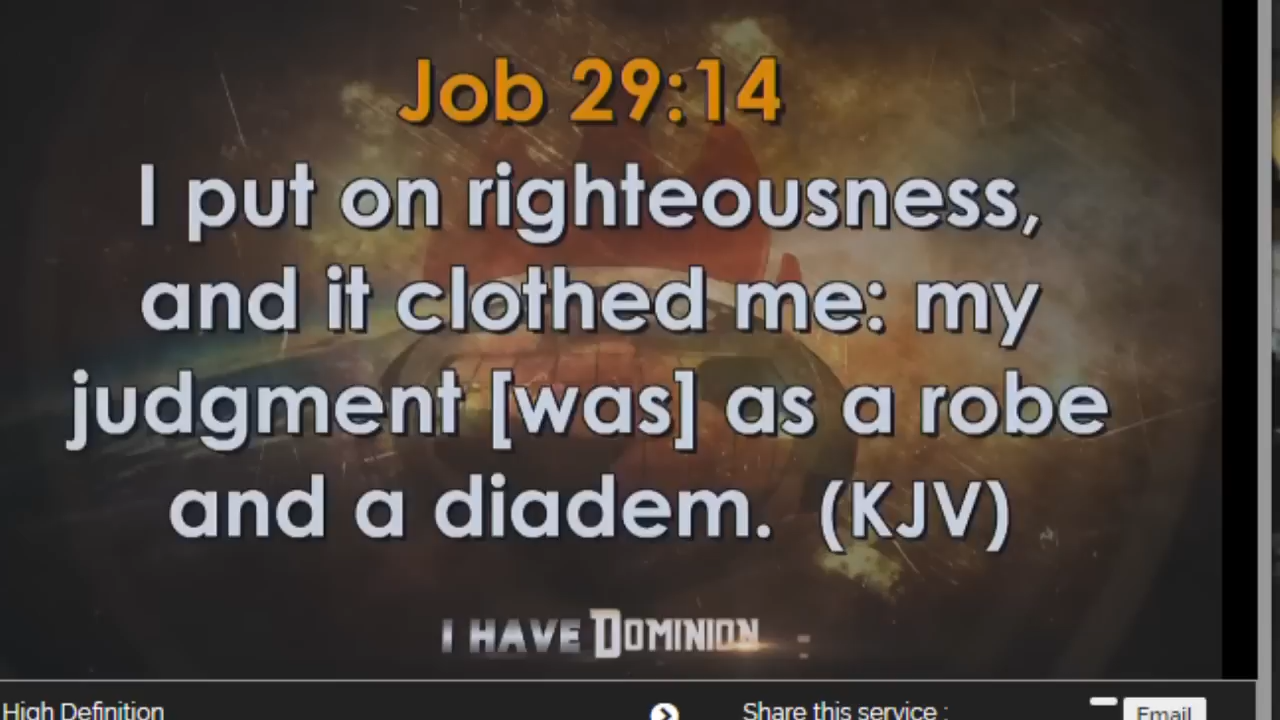 Job 29:14
I put on righteousness,
and it clothed me: my
judgment [was] as a robe
and a diadem. (KJV)
I HAVE DOMINION
High Definition
Share this service :
Email